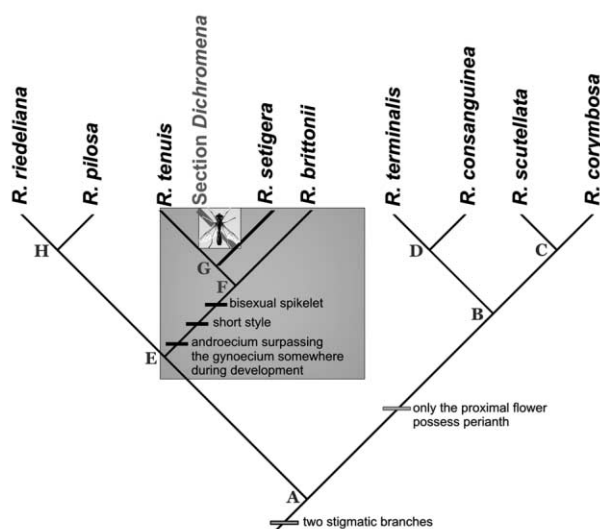 R. riedeliana
R. pilosa
R. tenuis
Section Dichromena
R. setigera
R. brittonii
R. terminalis
R. consanguinea
R. scutellata
R. corymbosa
H
G
F
D
C
bisexual spikelet
B
short style
androecium surpassing
the gynoecium somewhere
during development
E
only the proximal flower
possess perianth
A
two stigmatic branches